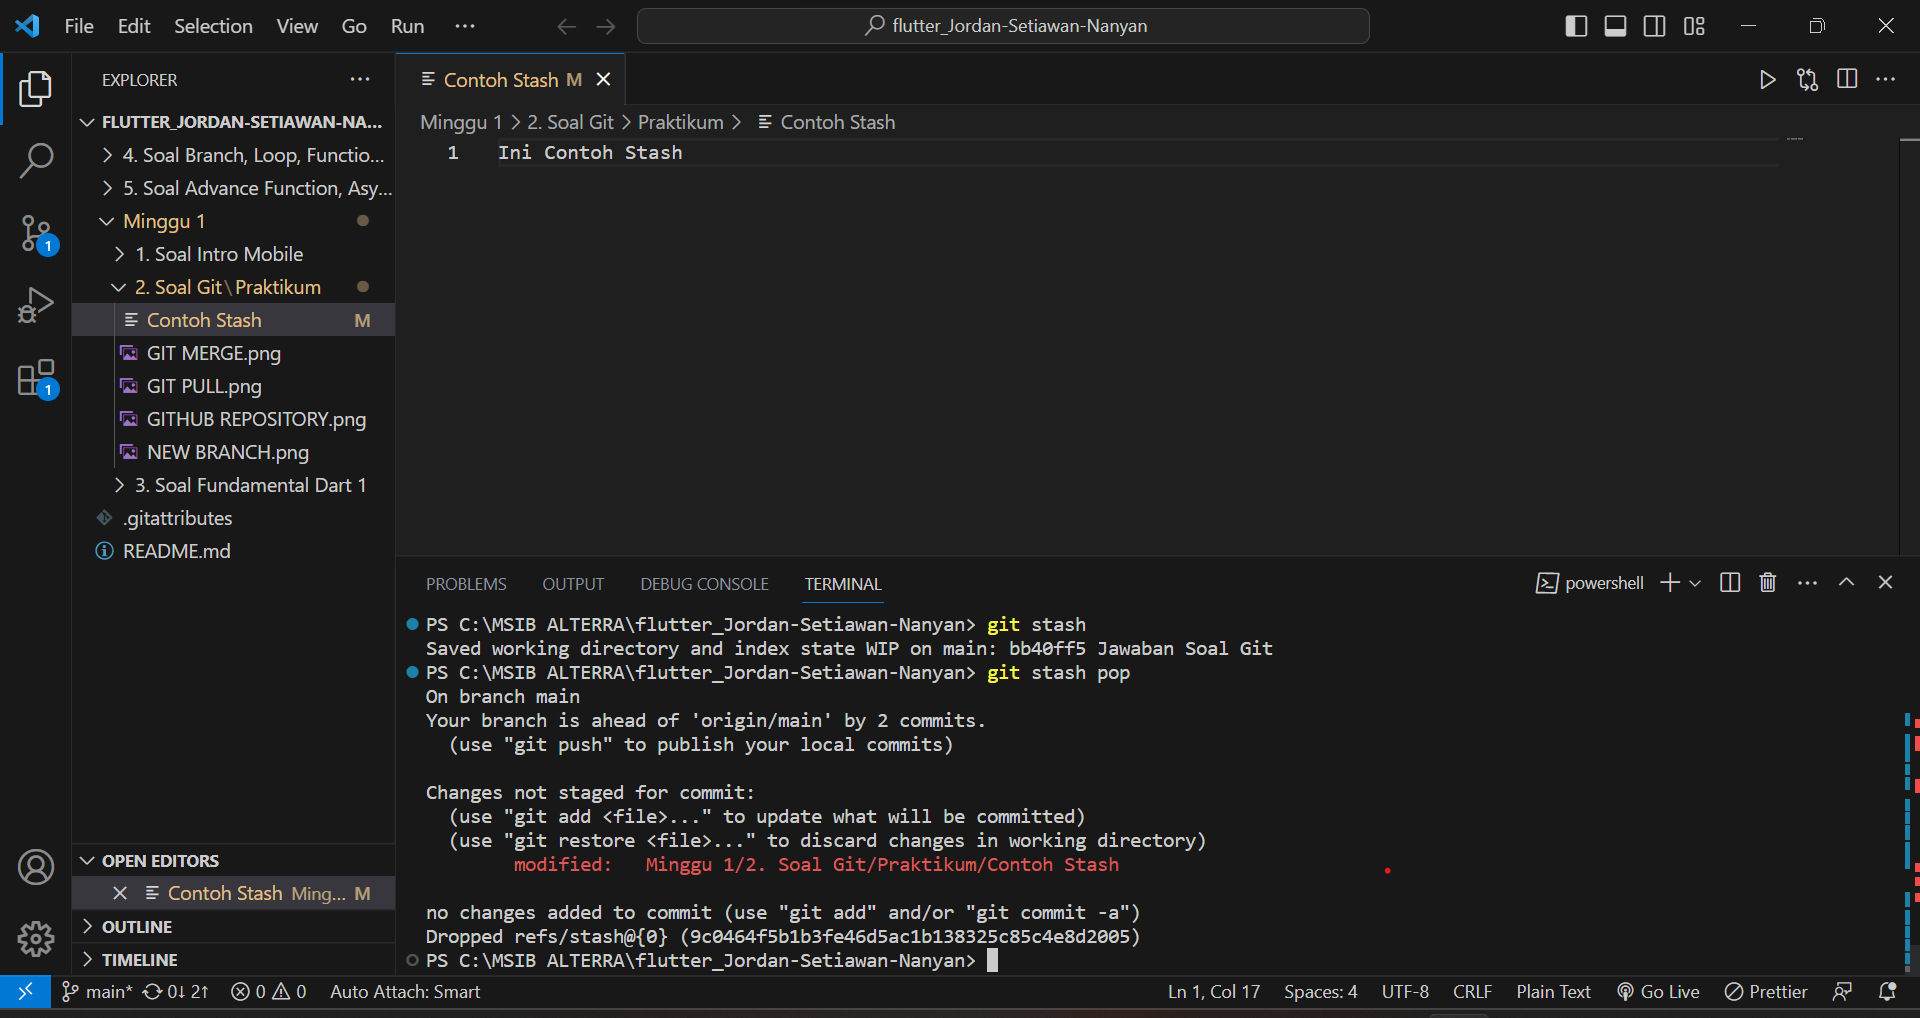 File Edit Selection View Go Run ...
flutter_Jordan-Setiawan-Nanyan
EXPLORER
FLUTTER_JORDAN-SETIAWAN-NA...
4. Soal Branch, Loop, Functio...
5. Soal Advance Function, Asy...
Minggu 1
1. Soal Intro Mobile
2. Soal Git\Praktikum
Contoh Stash M
GIT MERGE.png
GIT PULL.png
GITHUB REPOSITORY.png
NEW BRANCH.png
3. Soal Fundamental Dart 1
.gitattributes
README.md
1
1
OPEN EDITORS
Contoh Stash Ming... M
OUTLINE
TIMELINE
Contoh Stash M
Minggu 1 > 2. Soal Git > Praktikum > Contoh Stash
1 Ini Contoh Stash
PROBLEMS OUTPUT DEBUG CONSOLE TERMINAL
powershell
PS C:\MSIB ALTERRA\flutter_Jordan-Setiawan-Nanyan> git stash
Saved working directory and index state WIP on main: bb40ff5 Jawaban Soal Git
PS C:\MSIB ALTERRA\flutter_Jordan-Setiawan-Nanyan> git stash pop
On branch main
Your branch is ahead of 'origin/main' by 2 commits.
(use "git push" to publish your local commits)
Changes not staged for commit:
(use "git add <file>..." to update what will be committed)
(use "git restore <file>..." to discard changes in working directory)
modified: Minggu 1/2. Soal Git/Praktikum/Contoh Stash
no changes added to commit (use "git add" and/or "git commit -a")
Dropped refs/stash@{0} (9c0464f5b1b3fe46d5ac1b138325c85c4e8d2005)
PS C:\MSIB ALTERRA\flutter_Jordan-Setiawan-Nanyan>
main* 0↓ 2↑ 0 0 Auto Attach: Smart
Ln 1, Col 17 Spaces: 4 UTF-8 CRLF Plain Text Go Live Prettier